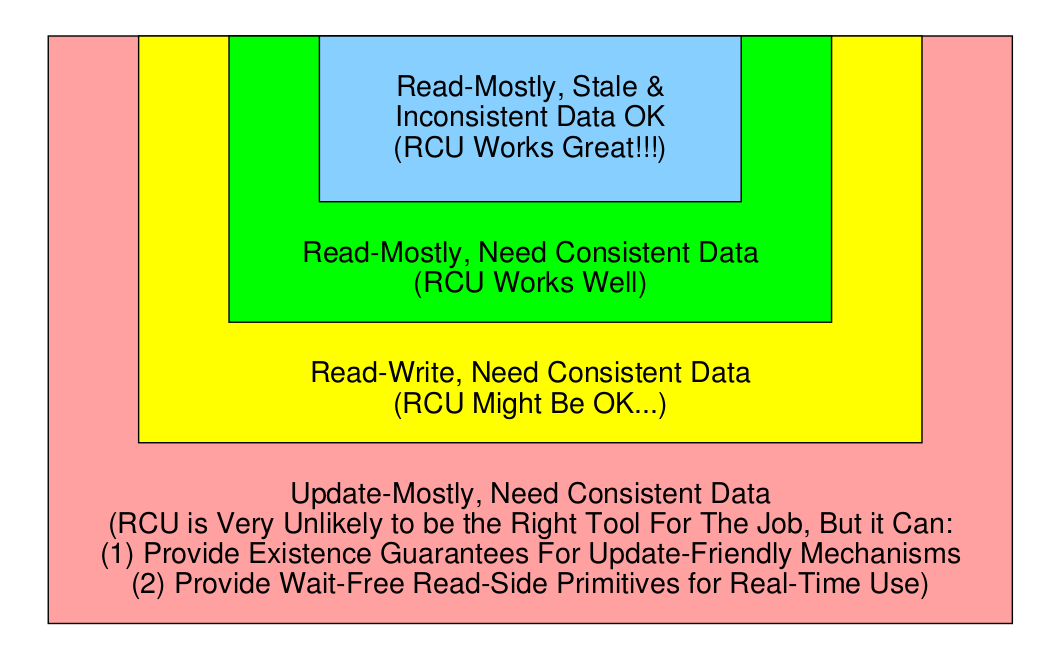 Read-Mostly, Stale &
Inconsistent Data OK
(RCU Works Great!!!)
Read-Mostly, Need Consistent Data
(RCU Works Well)
Read-Write, Need Consistent Data
(RCU Might Be OK...)
Update-Mostly, Need Consistent Data
(RCU is Very Unlikely to be the Right Tool For The Job, But it Can:
(1) Provide Existence Guarantees For Update-Friendly Mechanisms
(2) Provide Wait-Free Read-Side Primitives for Real-Time Use)